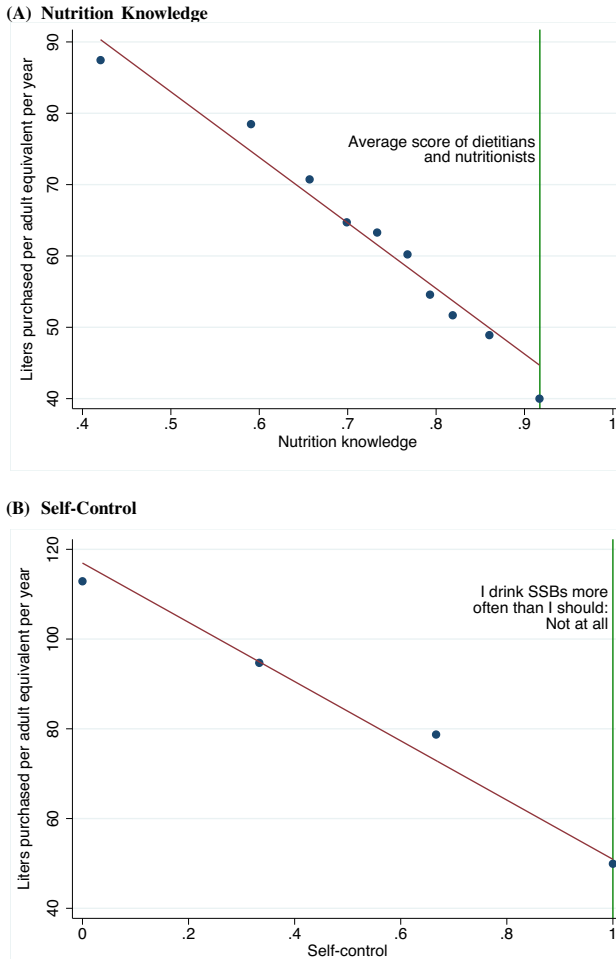 (A) Nutrition Knowledge
Liters purchased per adult equivalent per year
90
80
70
60
50
40
Average score of dietitians
and nutritionists
.4 .5 .6 .7 .8 .9 1
Nutrition knowledge
(B) Self-Control
Liters purchased per adult equivalent per year
120
100
80
60
40
I drink SSBs more
often than I should:
Not at all
0 .2 .4 .6 .8 1
Self-control